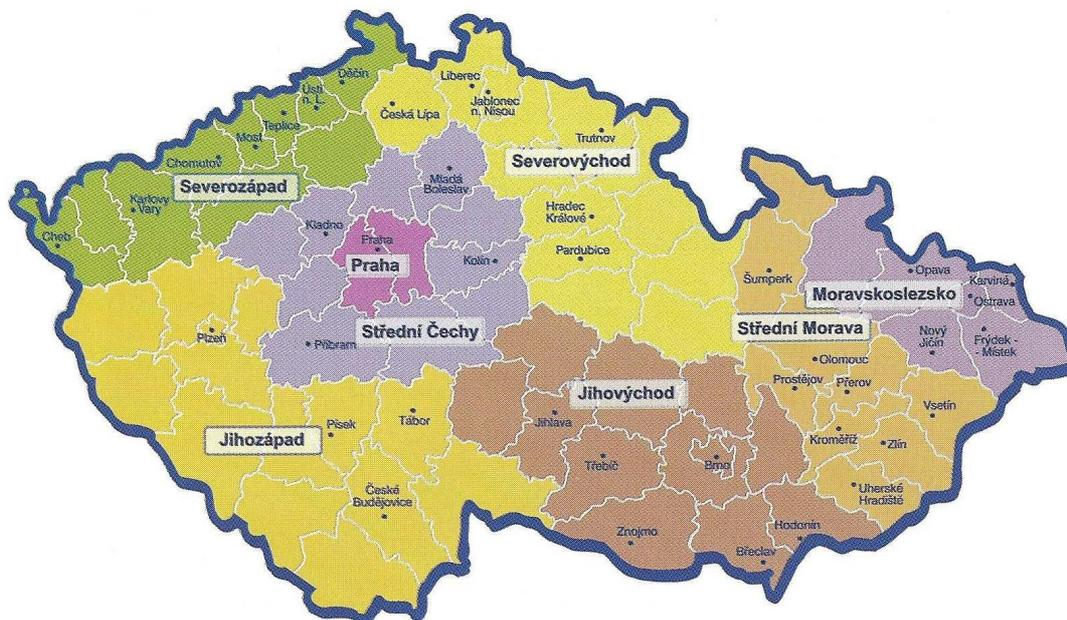 Děčín
Ústí
n. L.
Teplice
Most
Chomutov
Severozápad
Karlovy
Vary
Cheb
Liberec
Jablonec
n. Nisou
Česká Lípa
Trutnov
Severovýchod
Hradec
Králové
Pardubice
Mladá
Boleslav
Kladno
Praha
Praha
Kolín
Střední Čechy
Příbram
Plzeň
Jihozápad
Písek
Tábor
České
Budějovice
Jihovýchod
Jihlava
Třebíč
Brno
Znojmo
Břeclav
Hodonín
Šumperk
Opava
Karviná
Moravskoslezsko
Ostrava
Nový
Jičín
Frýdek -
- Místek
Střední Morava
Olomouc
Prostějov
Přerov
Vsetín
Kroměříž
Zlín
Uherské
Hradiště